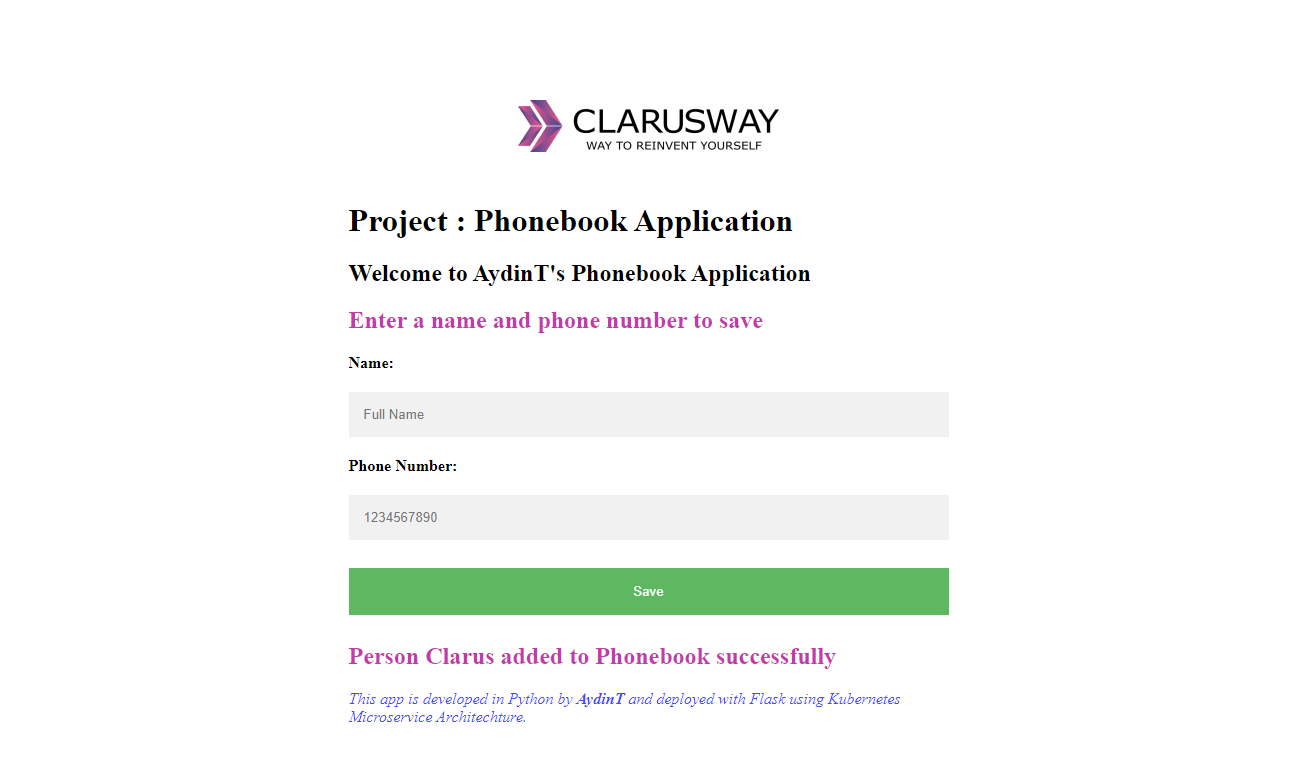 CLARUSWAY
WAY TO REINVENT YOURSELF
Project : Phonebook Application
Welcome to AydinT's Phonebook Application
Enter a name and phone number to save
Name:
Full Name
Phone Number:
1234567890
Save
Person Clarus added to Phonebook successfully
This app is developed in Python by AydinT and deployed with Flask using Kubernetes
Microservice Architechture.